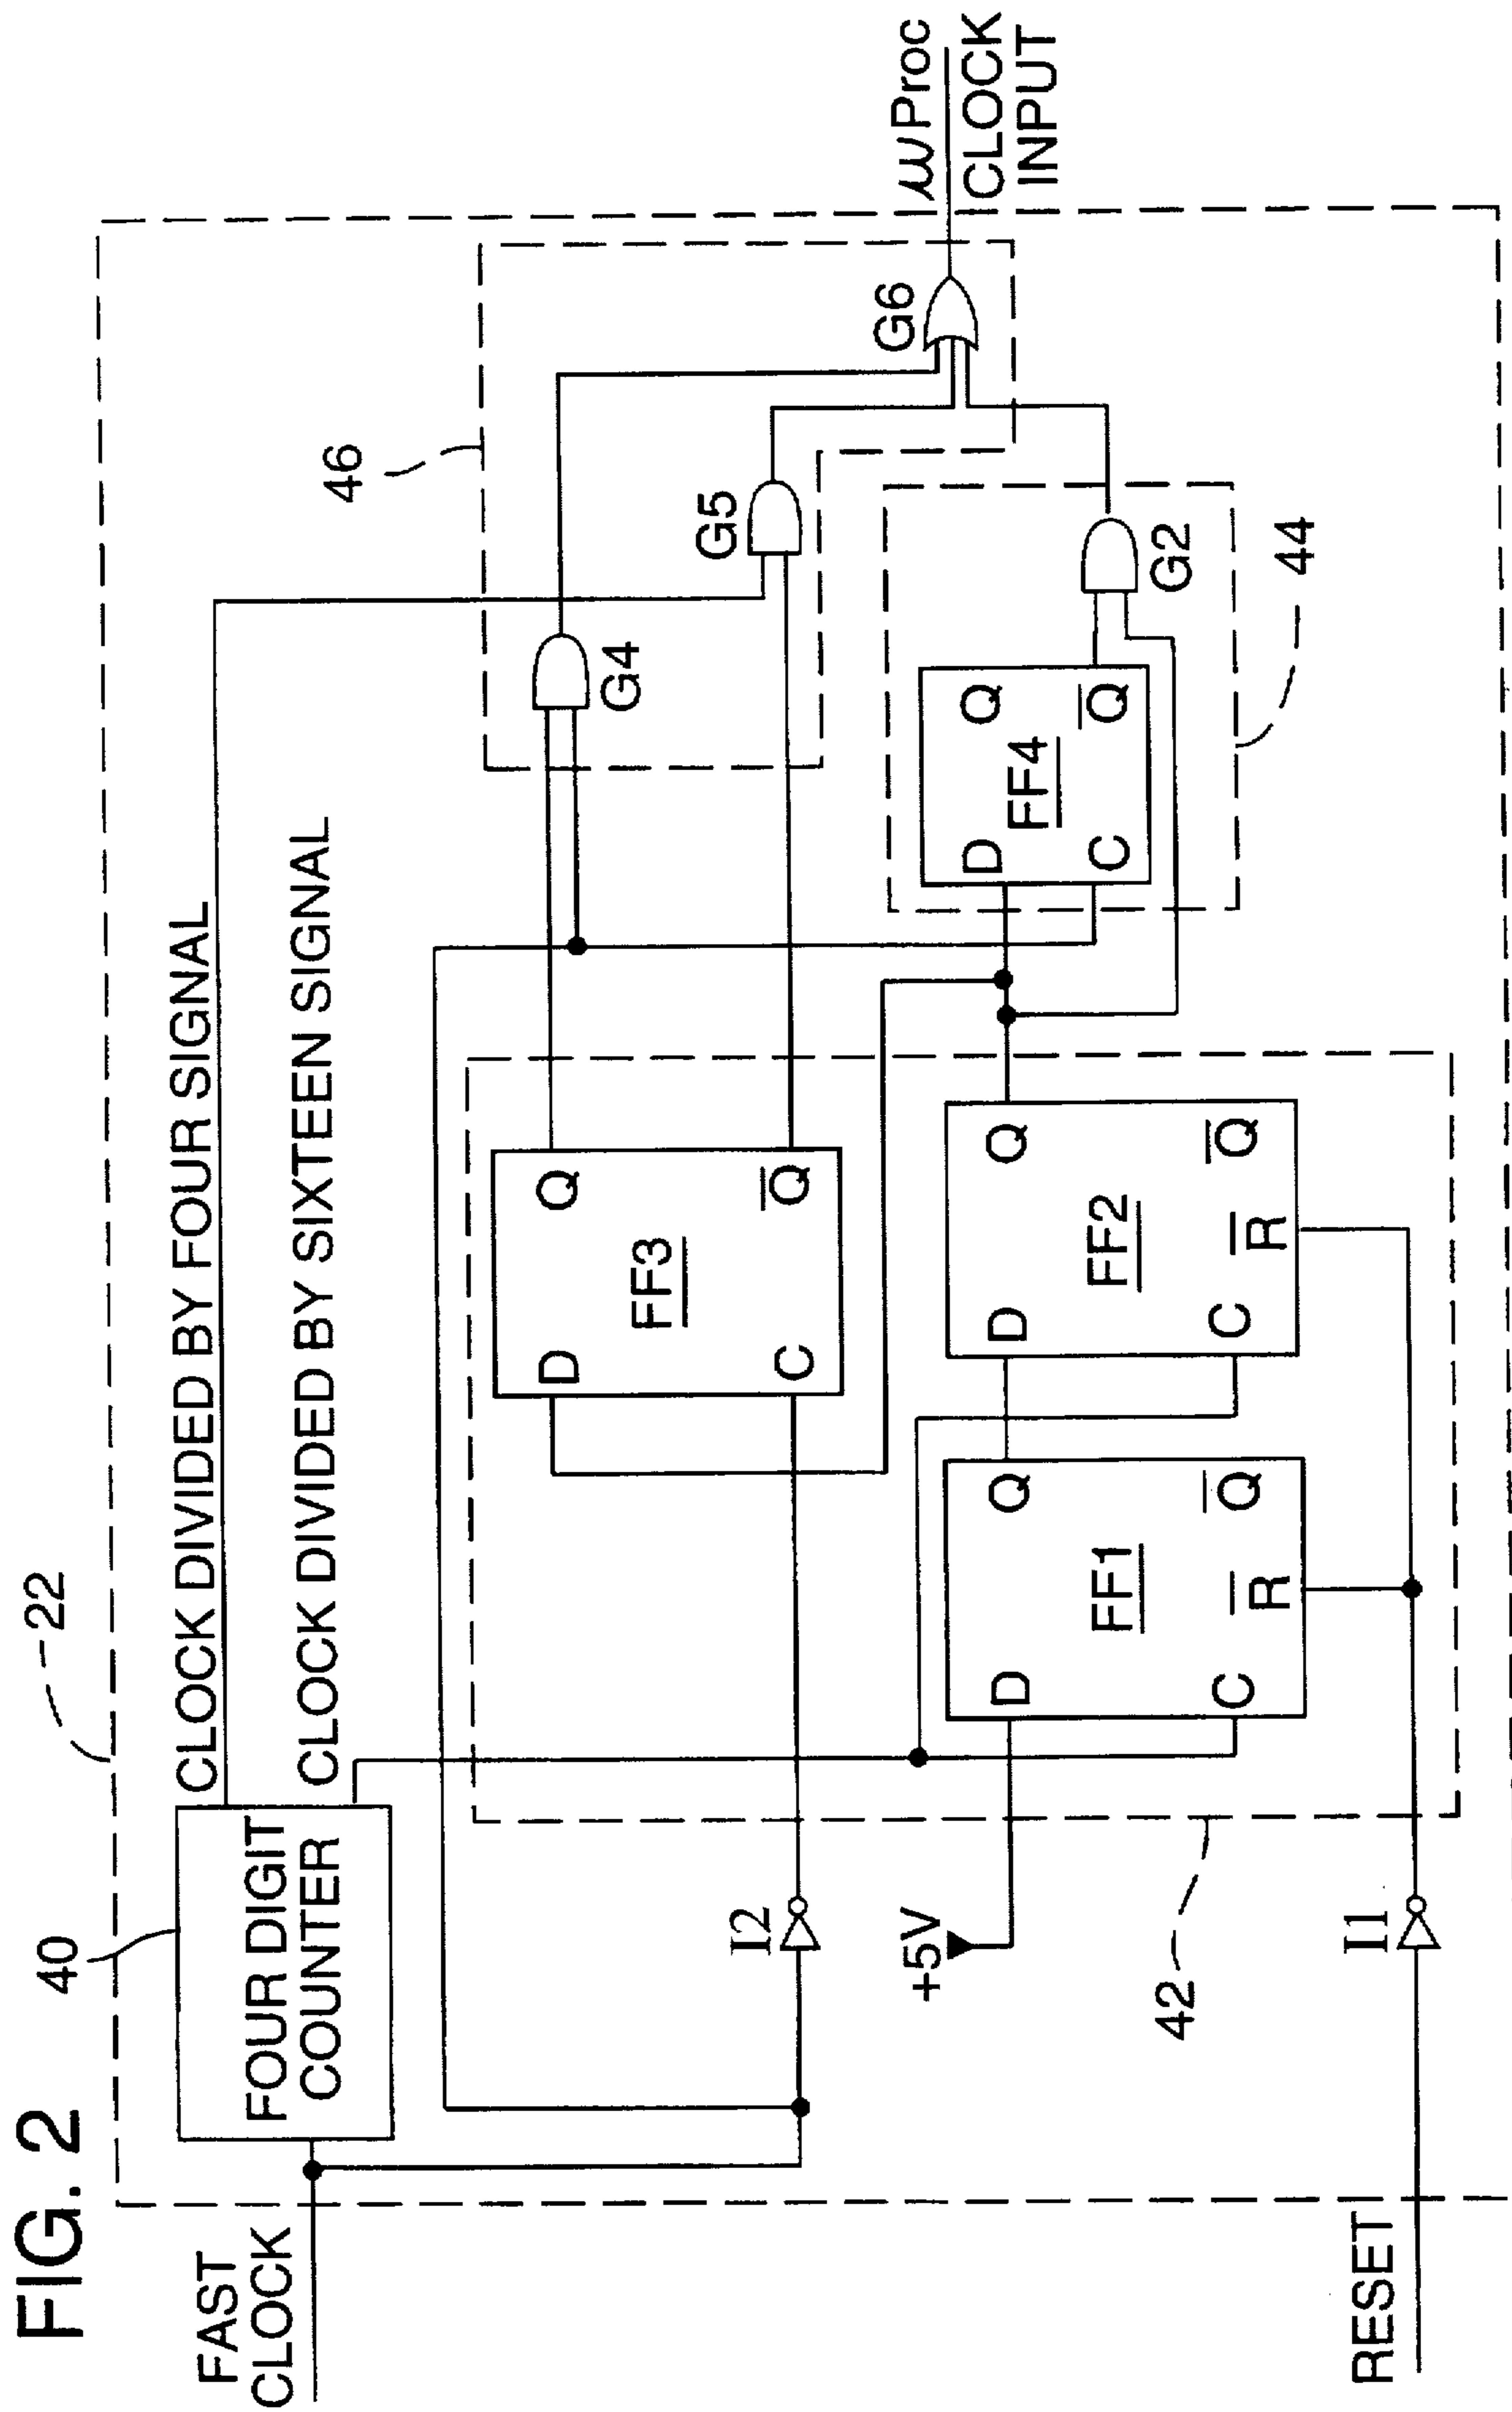 FIG. 2
22
40
FAST
CLOCK
FOUR DIGIT
COUNTER
CLOCK DIVIDED BY FOUR SIGNAL
CLOCK DIVIDED BY SIXTEEN SIGNAL
46
D
Q
FF3
C
Q̅
G4
G5
G6
μProc
CLOCK
INPUT
I2
+5V
D
Q
FF1
C
R̅
Q̅
D
Q
FF2
C
R̅
Q̅
D
Q
FF4
C
Q̅
G2
44
42
I1
RESET